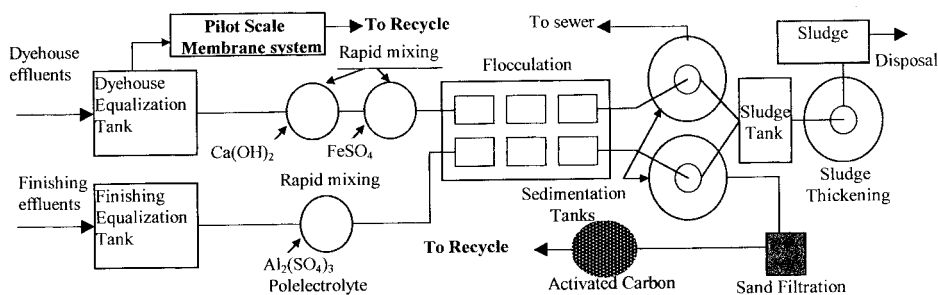 Pilot Scale
Membrane system
To Recycle
To sewer
Rapid mixing
Sludge
Disposal
Dyehouse
effluents
Flocculation
Dyehouse
Equalization
Tank
Sludge
Tank
Ca(OH)2
FeSO4
Sludge
Thickening
Finishing
effluents
Rapid mixing
Sedimentation
Tanks
Finishing
Equalization
Tank
To Recycle
Al2(SO4)3
Polelectrolyte
Activated Carbon
Sand Filtration